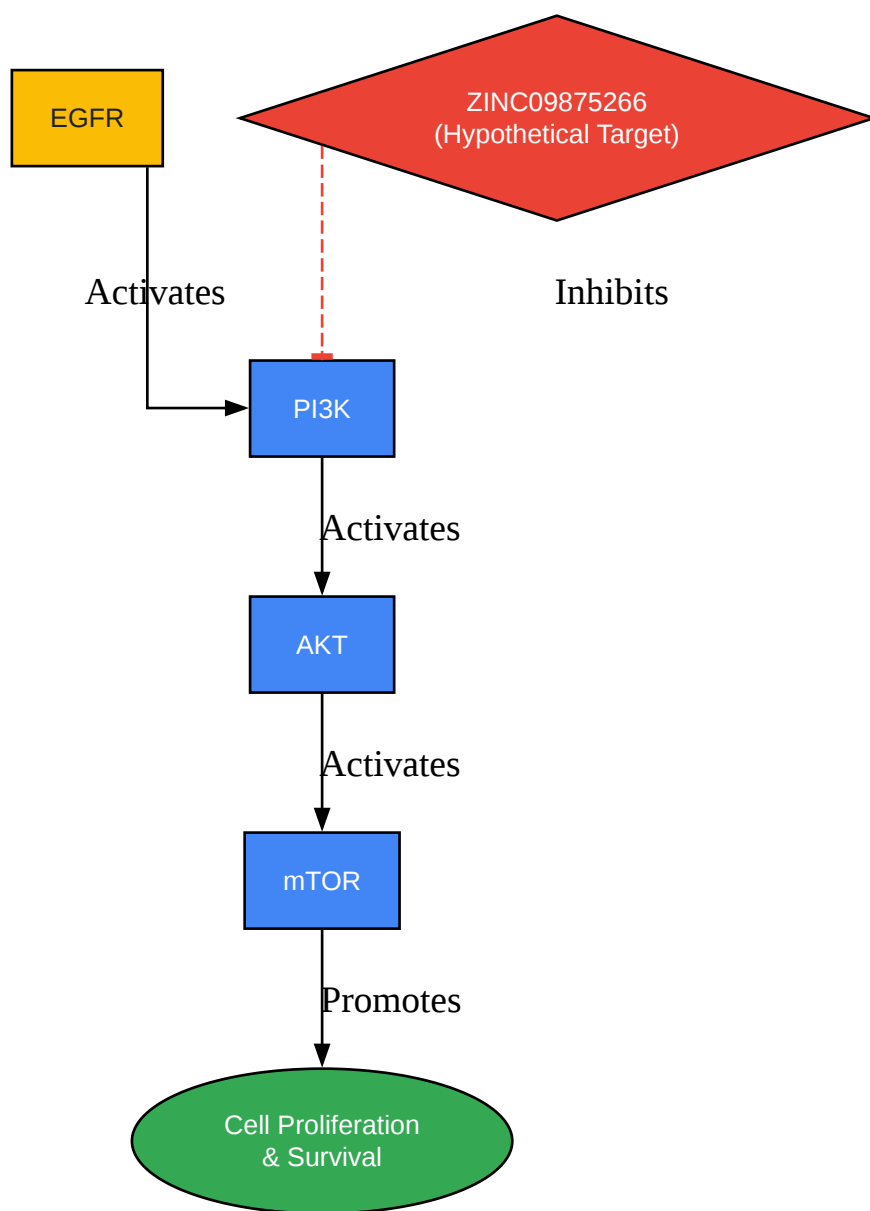 EGFR
ZINC09875266
(Hypothetical Target)
Activates
Inhibits
PI3K
Activates
AKT
Activates
mTOR
Promotes
Cell Proliferation
& Survival